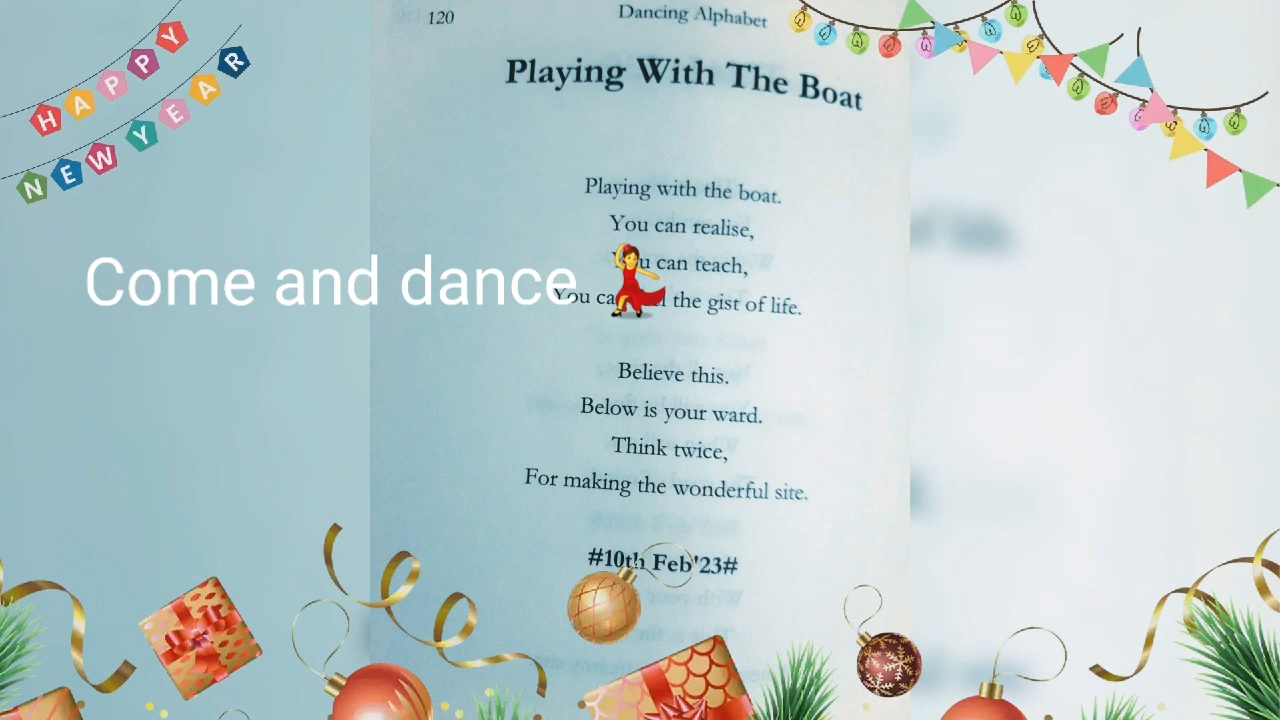 HAPPY
NEW YEAR
120
Dancing Alphabet
Playing With The Boat
Playing with the boat.
You can realise,
Come and dance
You can teach,
You can the gist of life.
Believe this.
Below is your ward.
Think twice,
For making the wonderful site.
#10th Feb'23#